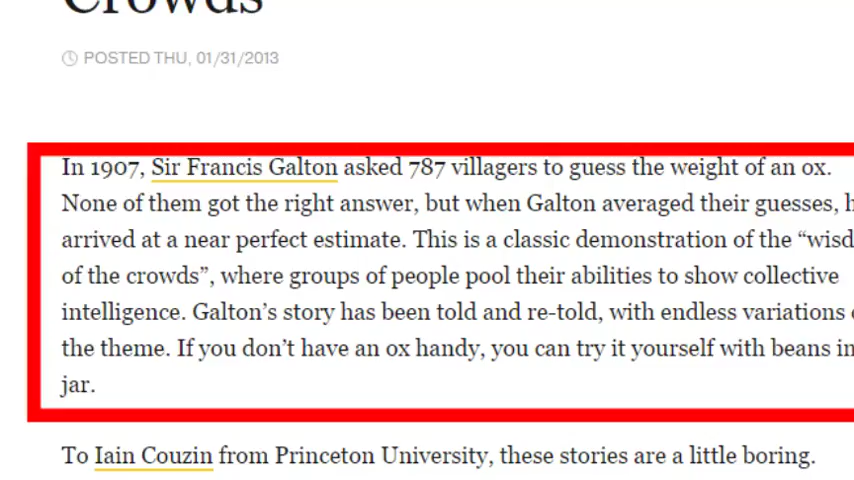 Crowds
POSTED THU, 01/31/2013
In 1907, Sir Francis Galton asked 787 villagers to guess the weight of an ox.
None of them got the right answer, but when Galton averaged their guesses, h
arrived at a near perfect estimate. This is a classic demonstration of the “wisd
of the crowds”, where groups of people pool their abilities to show collective
intelligence. Galton’s story has been told and re-told, with endless variations
the theme. If you don’t have an ox handy, you can try it yourself with beans in
jar.
To Iain Couzin from Princeton University, these stories are a little boring.